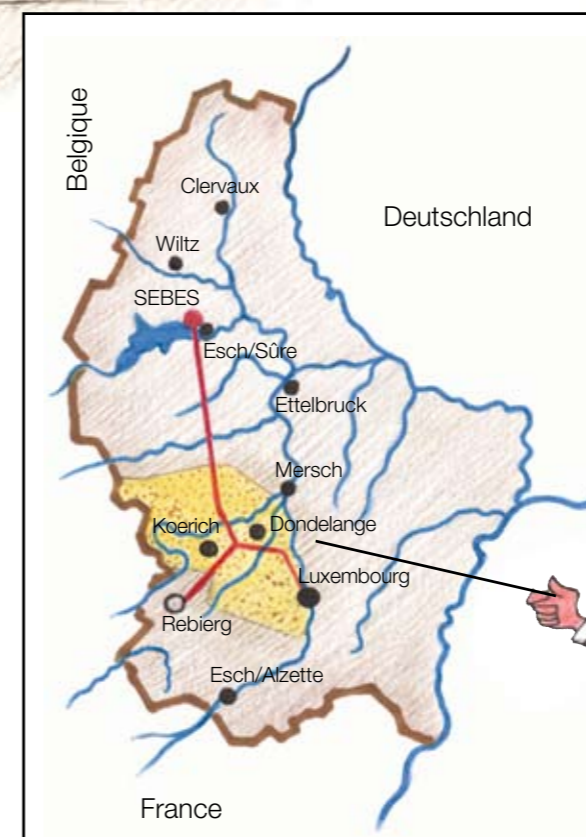 Belgique
Clervaux
Deutschland
Wiltz
SEBES
Esch/Sûre
Ettelbruck
Mersch
Koerich
Dondelange
Luxembourg
Rebierg
Esch/Alzette
France